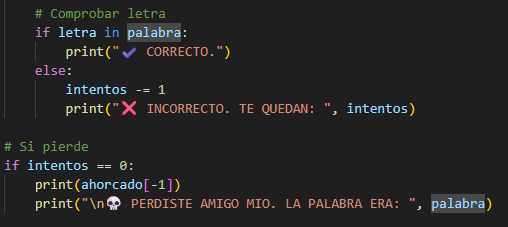 # Comprobar letra
if letra in palabra:
print("✔ CORRECTO.")
else:
intentos -= 1
print("❌ INCORRECTO. TE QUEDAN: ", intentos)
# Si pierde
if intentos == 0:
print(ahorcado[-1])
print("\n💀 PERDISTE AMIGO MIO. LA PALABRA ERA: ", palabra)